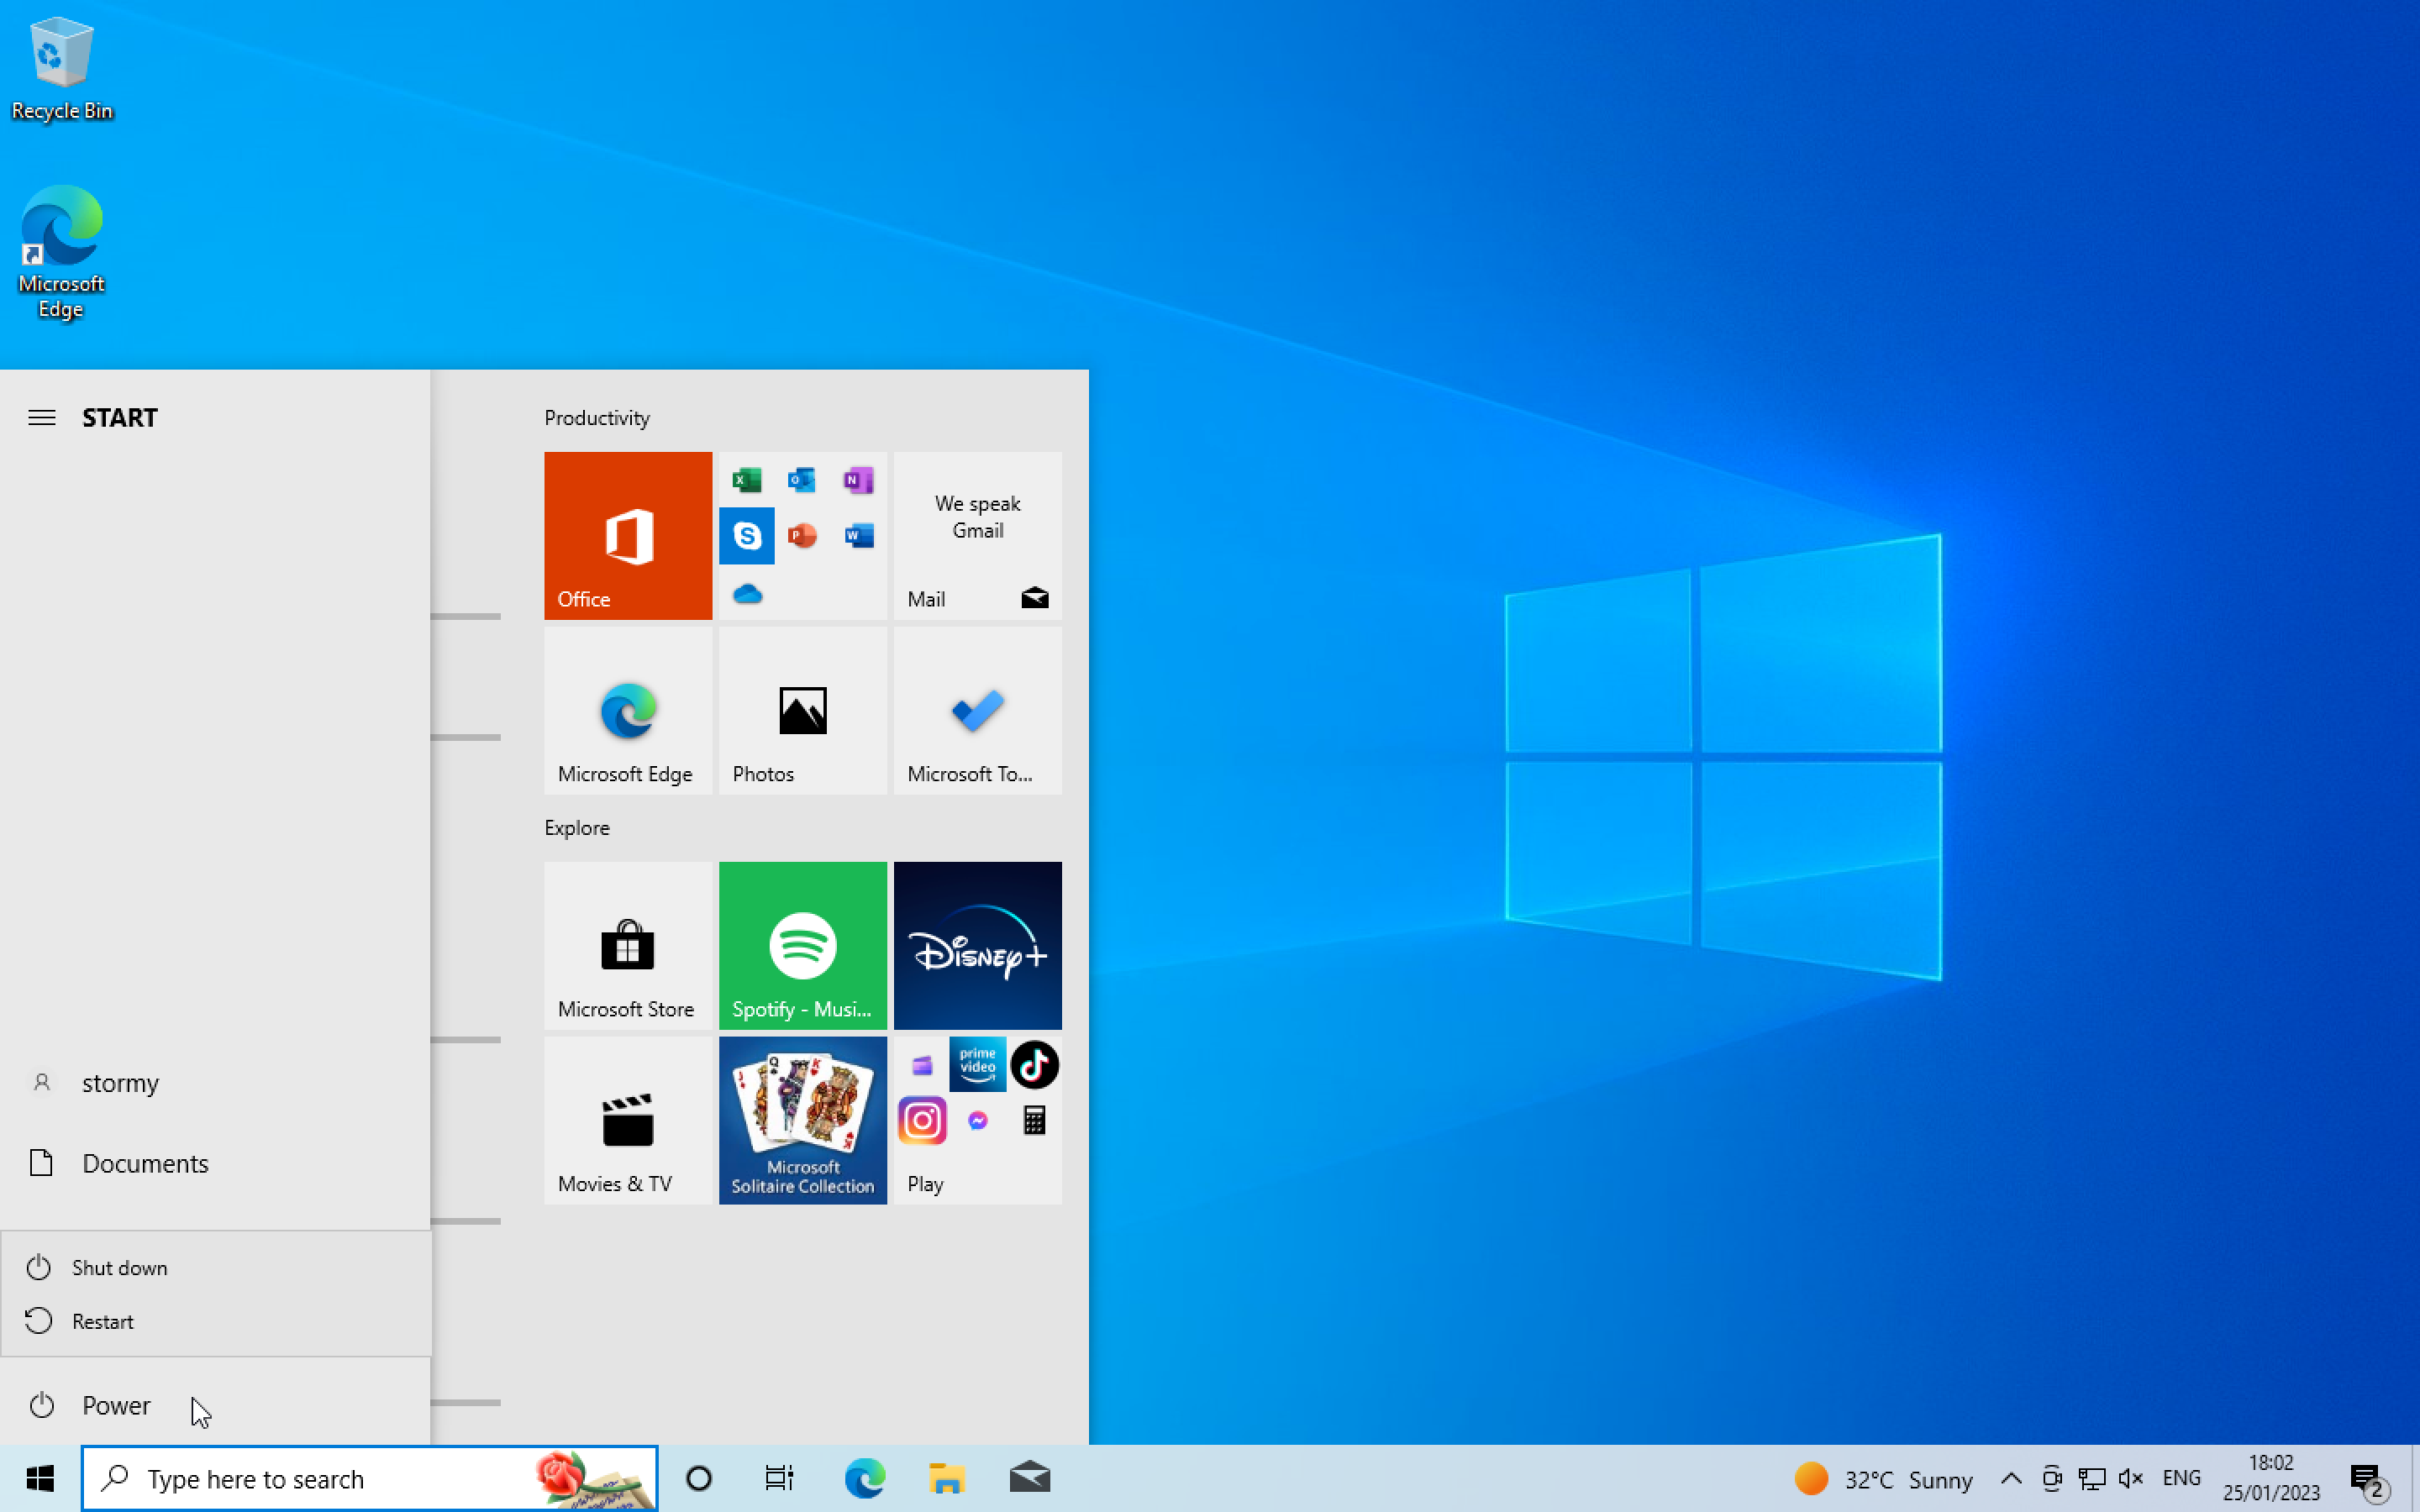 Recycle Bin
Microsoft
Edge
START
Productivity
Office
We speak
Gmail
Mail
Microsoft Edge
Photos
Microsoft To...
Explore
Microsoft Store
Spotify - Musi...
Disney+
Movies & TV
Microsoft
Solitaire Collection
prime
video
Play
stormy
Documents
Shut down
Restart
Power
Type here to search
32°C Sunny
ENG
18:02
25/01/2023
2